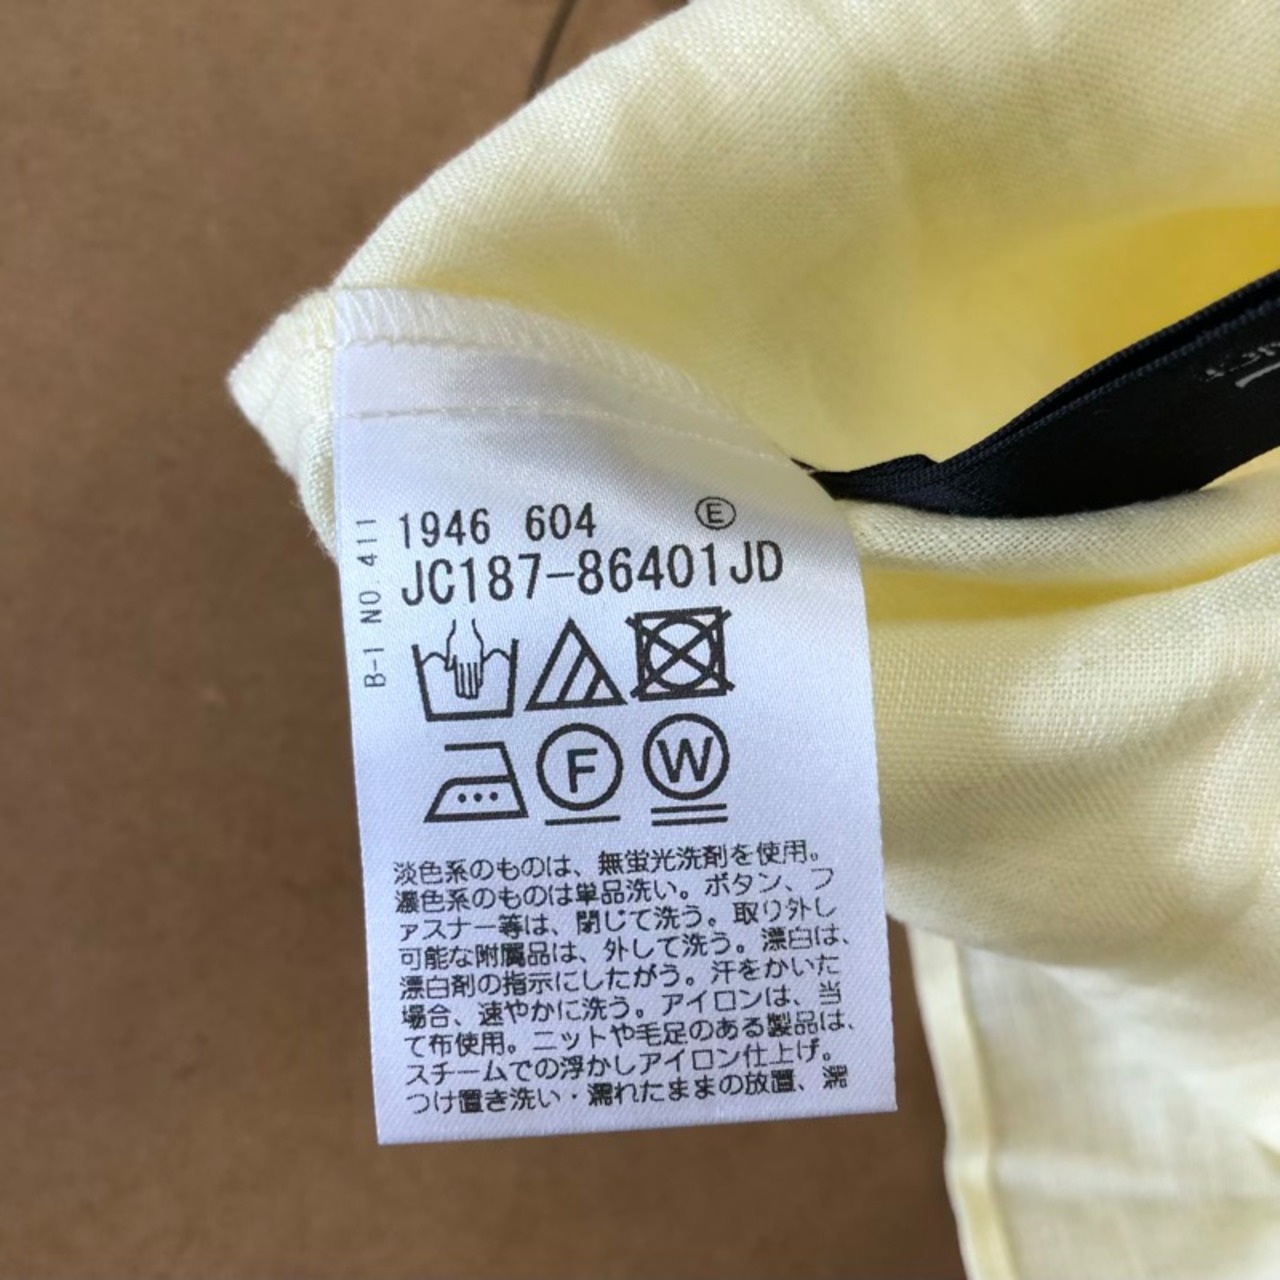 1946 604 Ⓔ
JC187-86401JD
B-1 NO.411
F
W
淡色系のものは、無蛍光洗剤を使用。
濃色系のものは単品洗い。ボタン、フ
ァスナー等は、閉じて洗う。取り外し
可能な附属品は、外して洗う。漂白は、
漂白剤の指示にしたがう。汗をかいた
場合、速やかに洗う。アイロンは、当
て布使用。ニットや毛足のある製品は、
スチームでの浮かしアイロン仕上げ。
つけ置き洗い・濡れたままの放置、濡